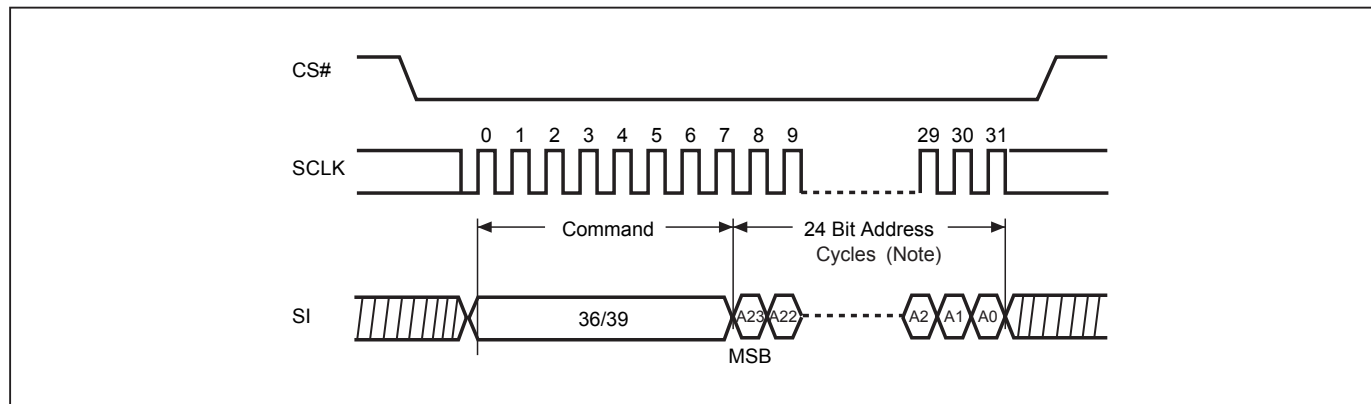 CS#
0 1 2 3 4 5 6 7 8 9 29 30 31
SCLK
Command 24 Bit Address
Cycles (Note)
SI 36/39 A23 A22 A2 A1 A0
MSB